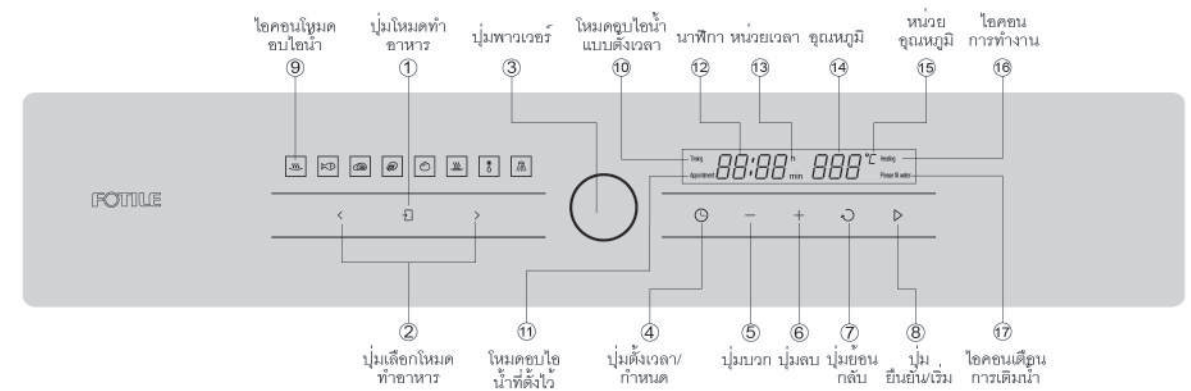 ไอคอนโหมด
อบไอน้ำ
⑨
ปุ่มโหมดทำ
อาหาร
①
ปุ่มพาวเวอร์
③
โหมดอบไอน้ำ
แบบตั้งเวลา
⑩
นาฬิกา
⑫
หน่วยเวลา
⑬
อุณหภูมิ
⑭
หน่วย
อุณหภูมิ
⑮
ไอคอน
การทำงาน
⑯
FOTILE
Timing
Appointment
88:88
h
min
888
°C
Heating
Please fill water
②
ปุ่มเลือกโหมด
ทำอาหาร
⑪
โหมดอบไอ
น้ำที่ตั้งไว้
④
ปุ่มตั้งเวลา/
กำหนด
⑤
ปุ่มบวก
⑥
ปุ่มลบ
⑦
ปุ่มย้อน
กลับ
⑧
ปุ่ม
ยืนยัน/เริ่ม
⑰
ไอคอนเตือน
การเติมน้ำ